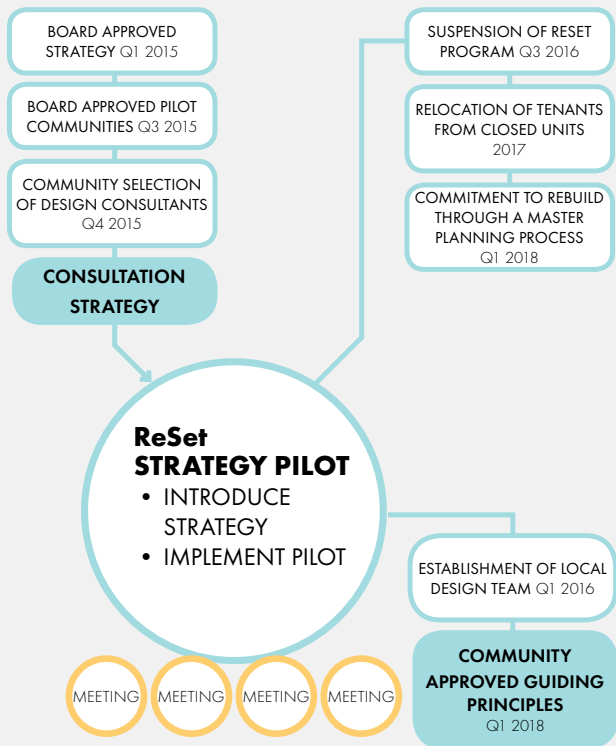 BOARD APPROVED
STRATEGY Q1 2015
BOARD APPROVED PILOT
COMMUNITIES Q3 2015
COMMUNITY SELECTION
OF DESIGN CONSULTANTS
Q4 2015
CONSULTATION
STRATEGY
SUSPENSION OF RESET
PROGRAM Q3 2016
RELOCATION OF TENANTS
FROM CLOSED UNITS
2017
COMMITMENT TO REBUILD
THROUGH A MASTER
PLANNING PROCESS
Q1 2018
ReSet
STRATEGY PILOT
• INTRODUCE
STRATEGY
• IMPLEMENT PILOT
ESTABLISHMENT OF LOCAL
DESIGN TEAM Q1 2016
COMMUNITY
APPROVED GUIDING
PRINCIPLES
Q1 2018
MEETING
MEETING
MEETING
MEETING